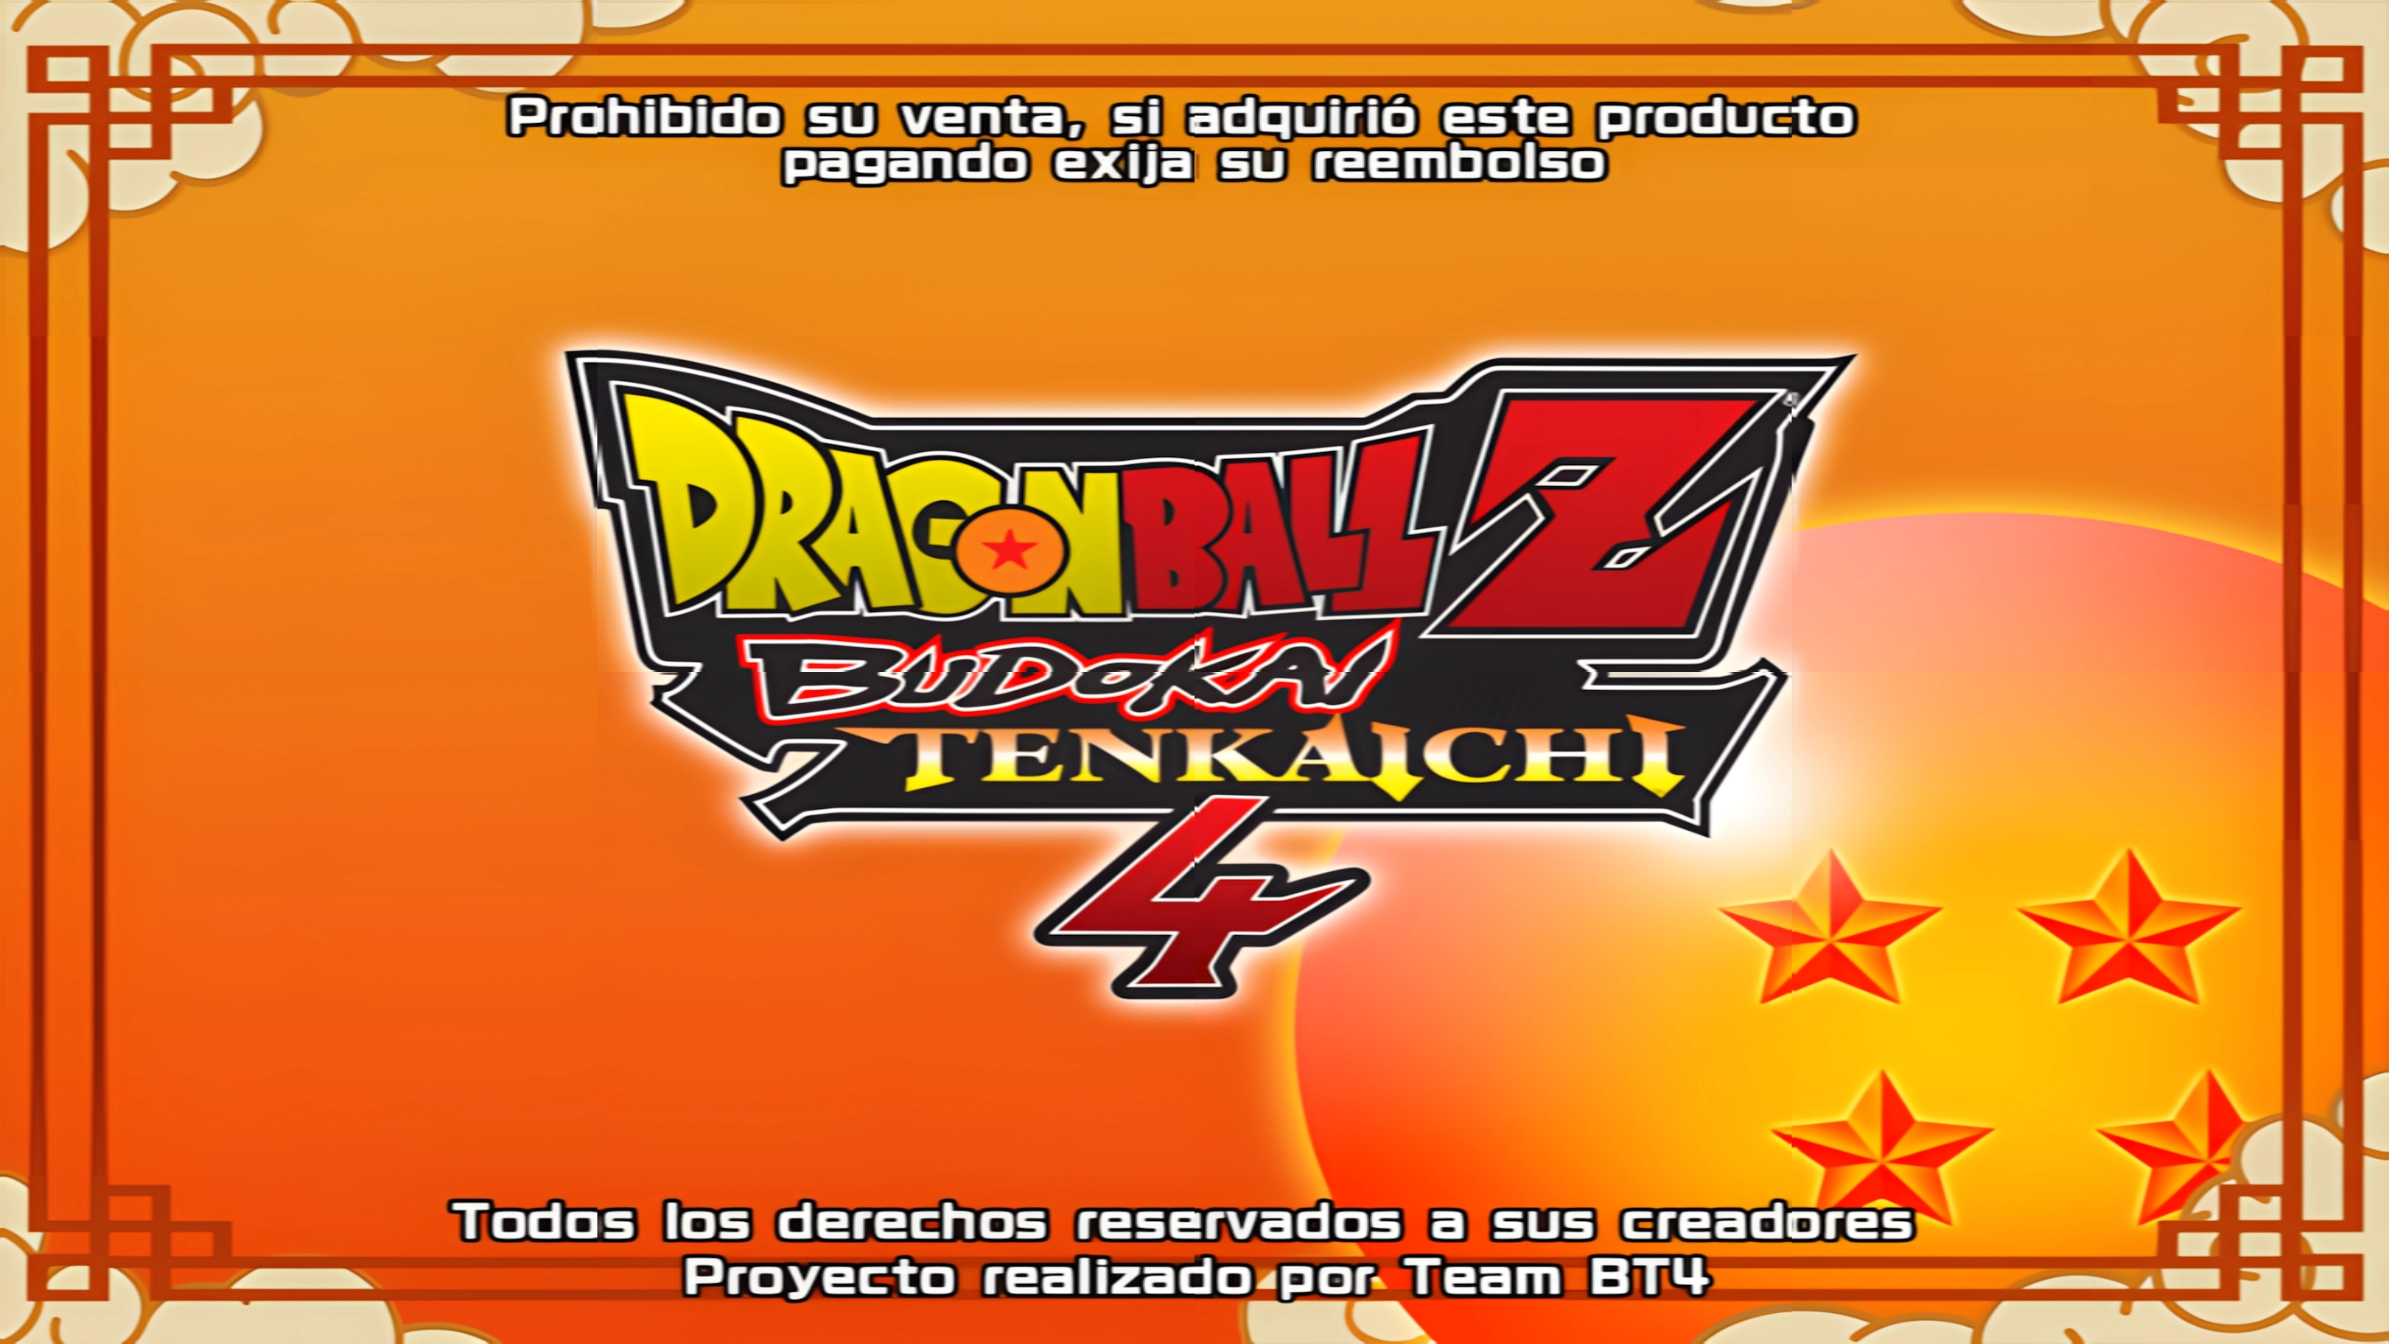 Prohibido su venta, si adquirió este producto
pagando exija su reembolso
DRAGON BALL Z
BUDOKAI
TENKAICHI
4
Todos los derechos reservados a sus creadores
Proyecto realizado por Team BT4